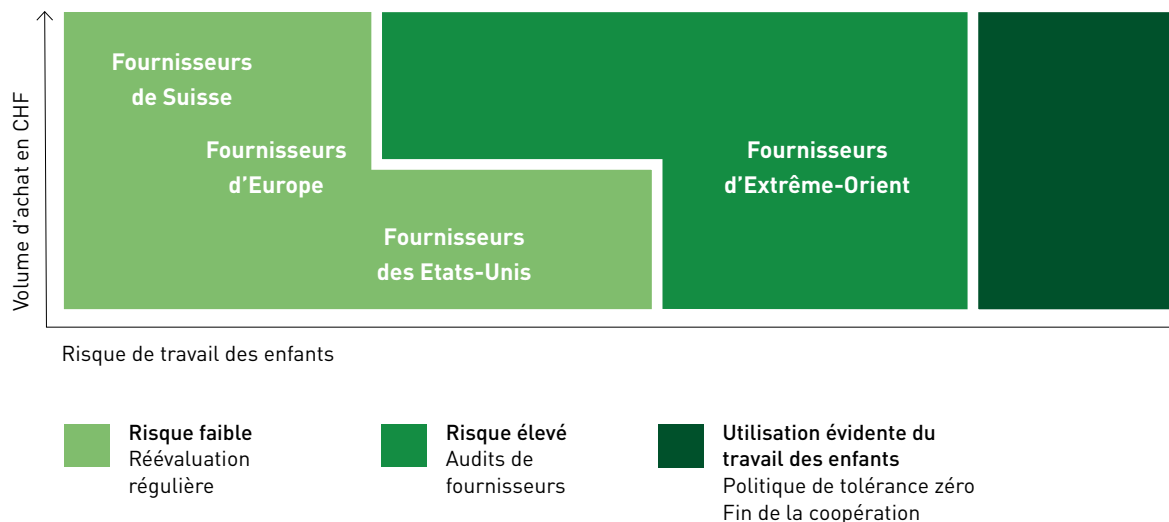 Volume d'achat en CHF
Fournisseurs
de Suisse
Fournisseurs
d'Europe
Fournisseurs
des Etats-Unis
Fournisseurs
d'Extrême-Orient
Risque de travail des enfants
Risque faible
Réévaluation
régulière
Risque élevé
Audits de
fournisseurs
Utilisation évidente du
travail des enfants
Politique de tolérance zéro
Fin de la coopération